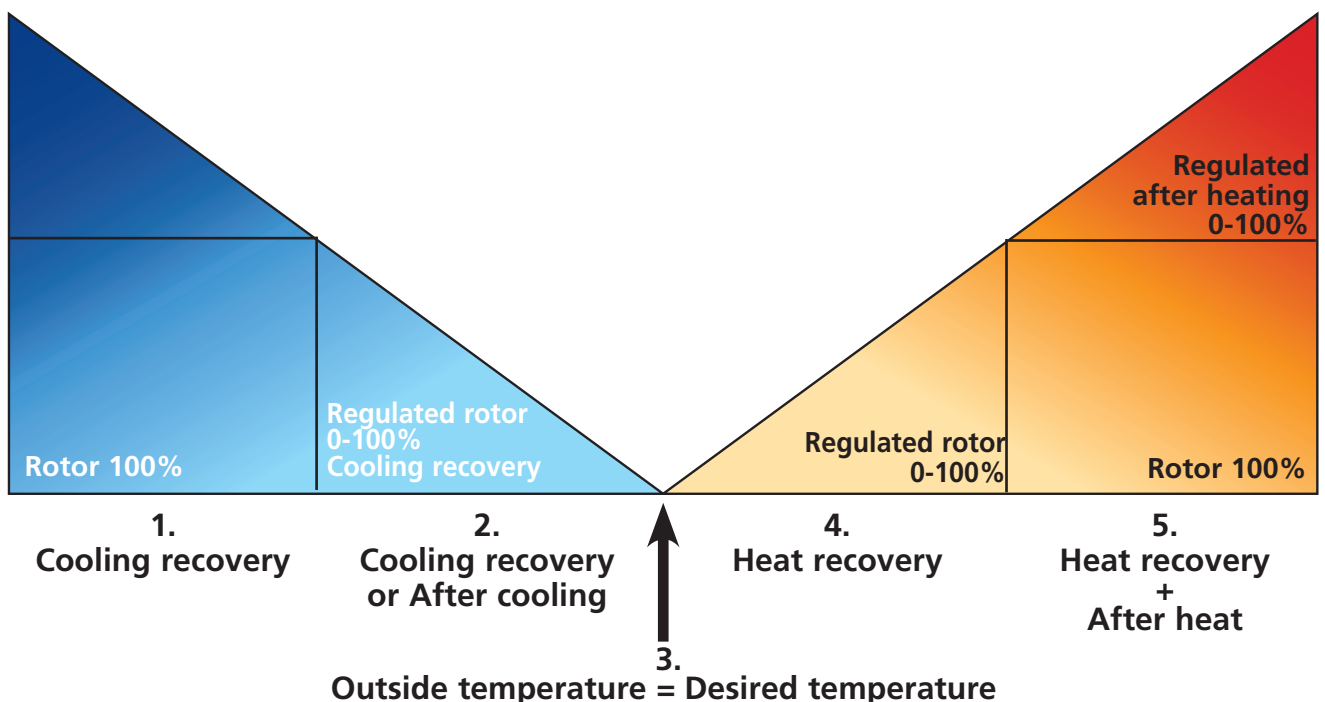 Regulated
after heating
0-100%
Regulated rotor
0-100%
Cooling recovery
Rotor 100%
Regulated rotor
0-100%
Rotor 100%
1.
Cooling recovery
2.
Cooling recovery
or After cooling
4.
Heat recovery
5.
Heat recovery
+
After heat
3.
Outside temperature = Desired temperature